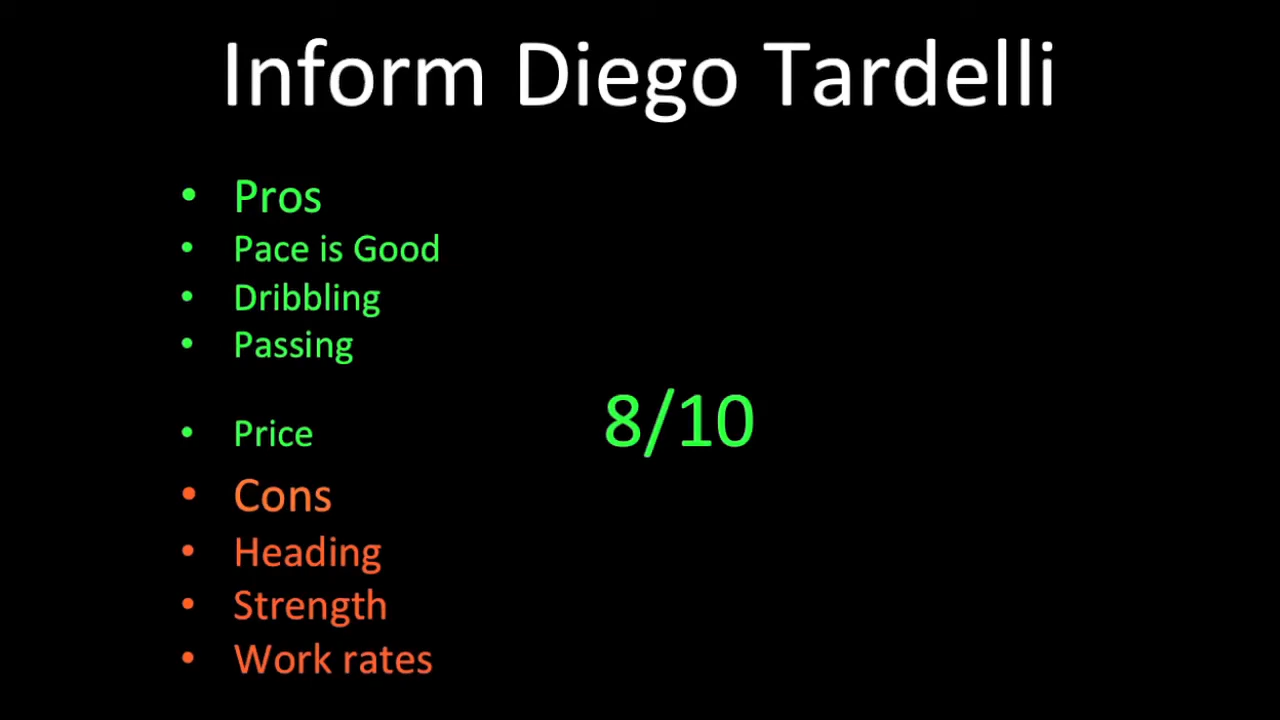 Inform Diego Tardelli
• Pros
• Pace is Good
• Dribbling
• Passing
• Price
8/10
• Cons
• Heading
• Strength
• Work rates